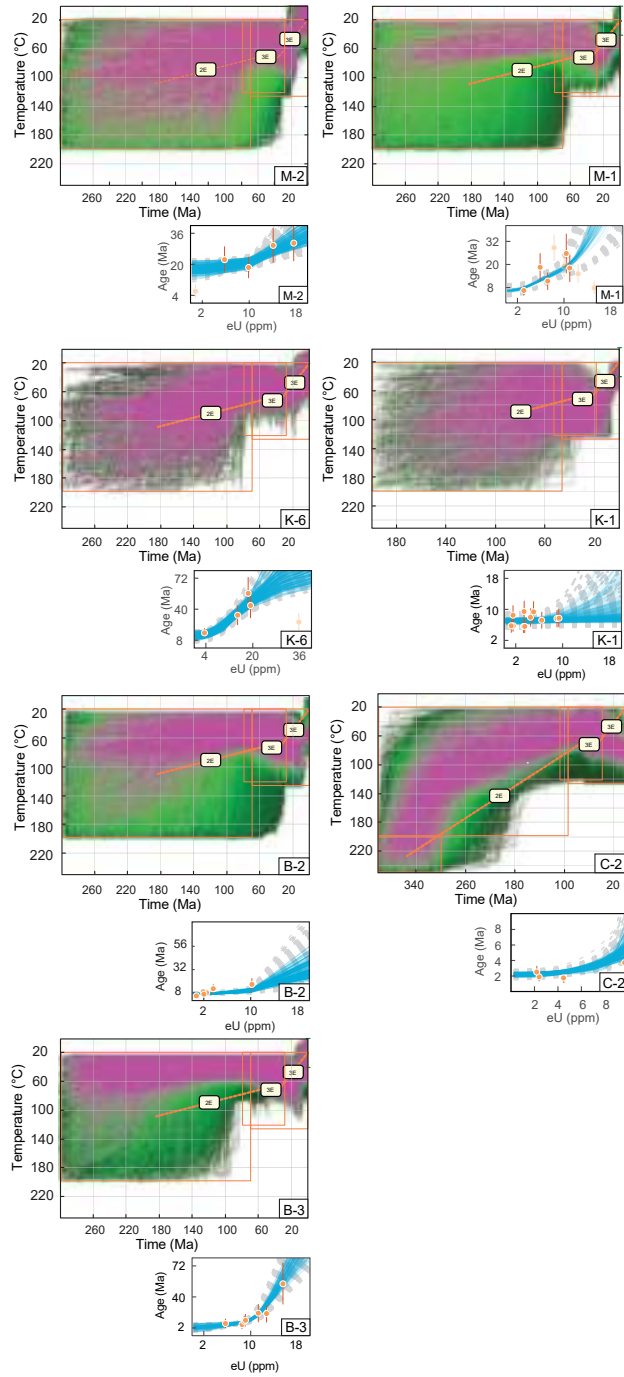 Temperature (°C)
20
60
100
140
180
220
2E
3E
3E
M-2
260 220 180 140 100 60 20
Time (Ma)
Age (Ma)
36
20
4
M-2
2 10 18
eU (ppm)
Temperature (°C)
20
60
100
140
180
220
2E
3E
3E
M-1
260 220 180 140 100 60 20
Time (Ma)
Age (Ma)
32
20
8
M-1
2 10 15
eU (ppm)
Temperature (°C)
20
60
100
140
180
220
2E
3E
3E
K-6
260 220 180 140 100 60 20
Time (Ma)
Age (Ma)
72
40
8
K-6
4 20 36
eU (ppm)
Temperature (°C)
20
60
100
140
180
220
2E
3E
3E
K-1
180 140 100 60 20
Time (Ma)
Age (Ma)
18
10
2
K-1
2 10 18
eU (ppm)
Temperature (°C)
20
60
100
140
180
220
2E
3E
3E
B-2
260 220 180 140 100 60 20
Time (Ma)
Age (Ma)
56
32
8
B-2
2 10 18
eU (ppm)
Temperature (°C)
20
60
100
140
180
220
2E
3E
3E
C-2
340 260 180 100 20
Time (Ma)
Age (Ma)
8
6
4
2
C-2
2 4 6 8
eU (ppm)
Temperature (°C)
20
60
100
140
180
220
2E
3E
3E
B-3
260 220 180 140 100 60 20
Time (Ma)
Age (Ma)
72
40
2
B-3
2 10 18
eU (ppm)